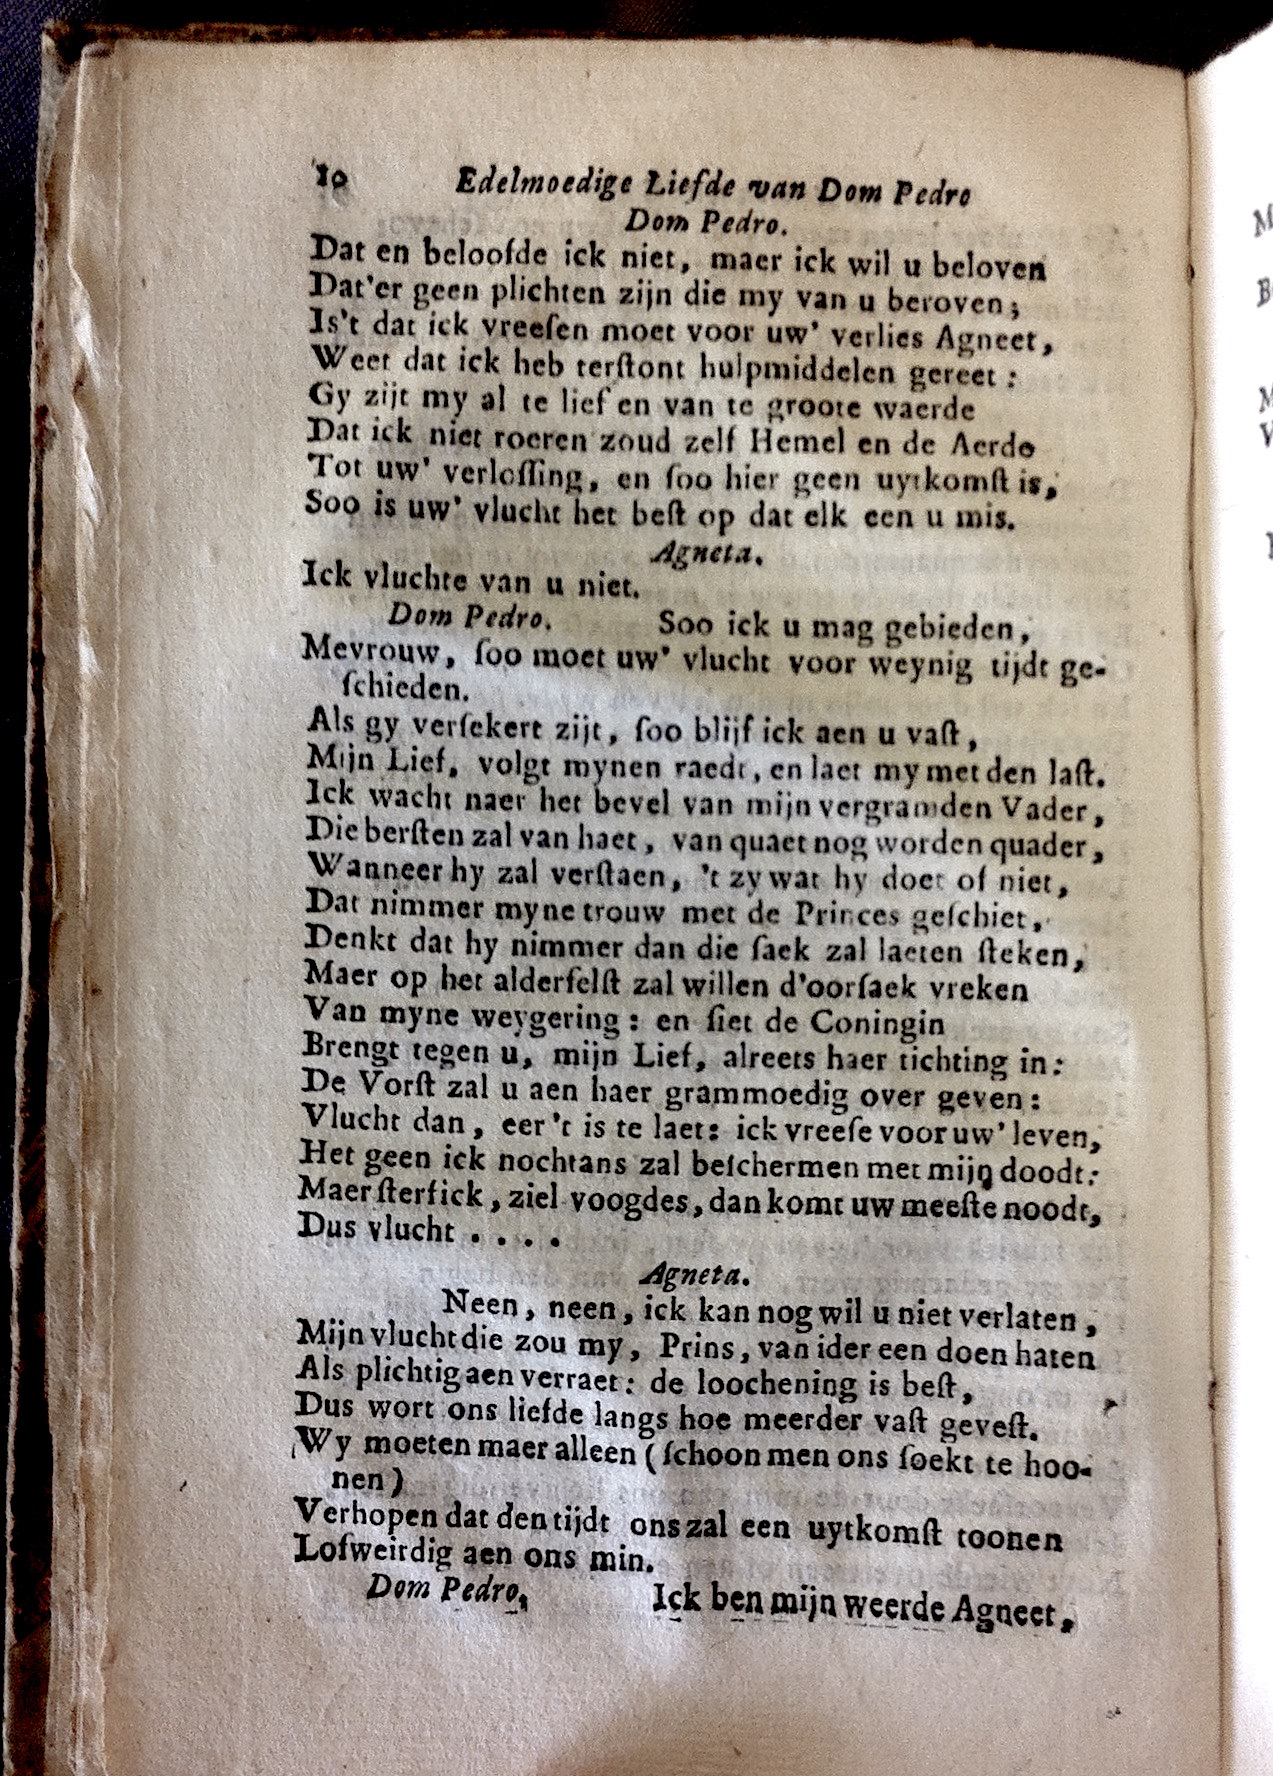 10 Edelmoedige Liefde van Dom Pedro
Dom Pedro.
Dat en beloofde ick niet, maer ick wil u beloven
Dat'er geen plichten zijn die my van u beroven;
Is't dat ick vreeſen moet voor uw' verlies Agneet,
Weet dat ick heb terſtont hulpmiddelen gereet:
Gy zijt my al te lief en van te groote waerde
Dat ick niet roeren zoud zelf Hemel en de Aerde
Tot uw' verloſſing, en ſoo hier geen uytkomſt is,
Soo is uw' vlucht het beſt op dat elk een u mis.
Agneta.
Ick vluchte van u niet.
Dom Pedro. Soo ick u mag gebieden,
Mevrouw, ſoo moet uw' vlucht voor weynig tijdt ge-
ſchieden.
Als gy verſekert zijt, ſoo blijf ick aen u vaſt,
Mijn Lief, volgt mynen raedt, en laet my met den laſt.
Ick wacht naer het bevel van mijn vergramden Vader,
Die berſten zal van haet, van quaet nog worden quader,
Wanneer hy zal verſtaen, 't zy wat hy doet of niet,
Dat nimmer myne trouw met de Princes geſchiet,
Denkt dat hy nimmer dan die ſaek zal laeten ſteken,
Maer op het alderfelſt zal willen d'oorſaek vreken
Van myne weygering: en ſiet de Coningin
Brengt tegen u, mijn Lief, alreets haer tichting in:
De Vorſt zal u aen haer grammoedig over geven:
Vlucht dan, eer 't is te laet: ick vreeſe voor uw' leven,
Het geen ick nochtans zal beſchermen met mijn doodt:
Maer ſterf ick, ziel voogdes, dan komt uw meeſte noodt,
Dus vlucht . . . .
Agneta.
Neen, neen, ick kan nog wil u niet verlaten,
Mijn vlucht die zou my, Prins, van ider een doen haten
Als plichtig aen verraet: de loochening is beſt,
Dus wort ons liefde langs hoe meerder vaſt geveſt.
Wy moeten maer alleen (ſchoon men ons ſoekt te hoo-
nen)
Verhopen dat den tijdt ons zal een uytkomſt toonen
Lofweirdig aen ons min.
Dom Pedro, Ick ben mijn weerde Agneet,